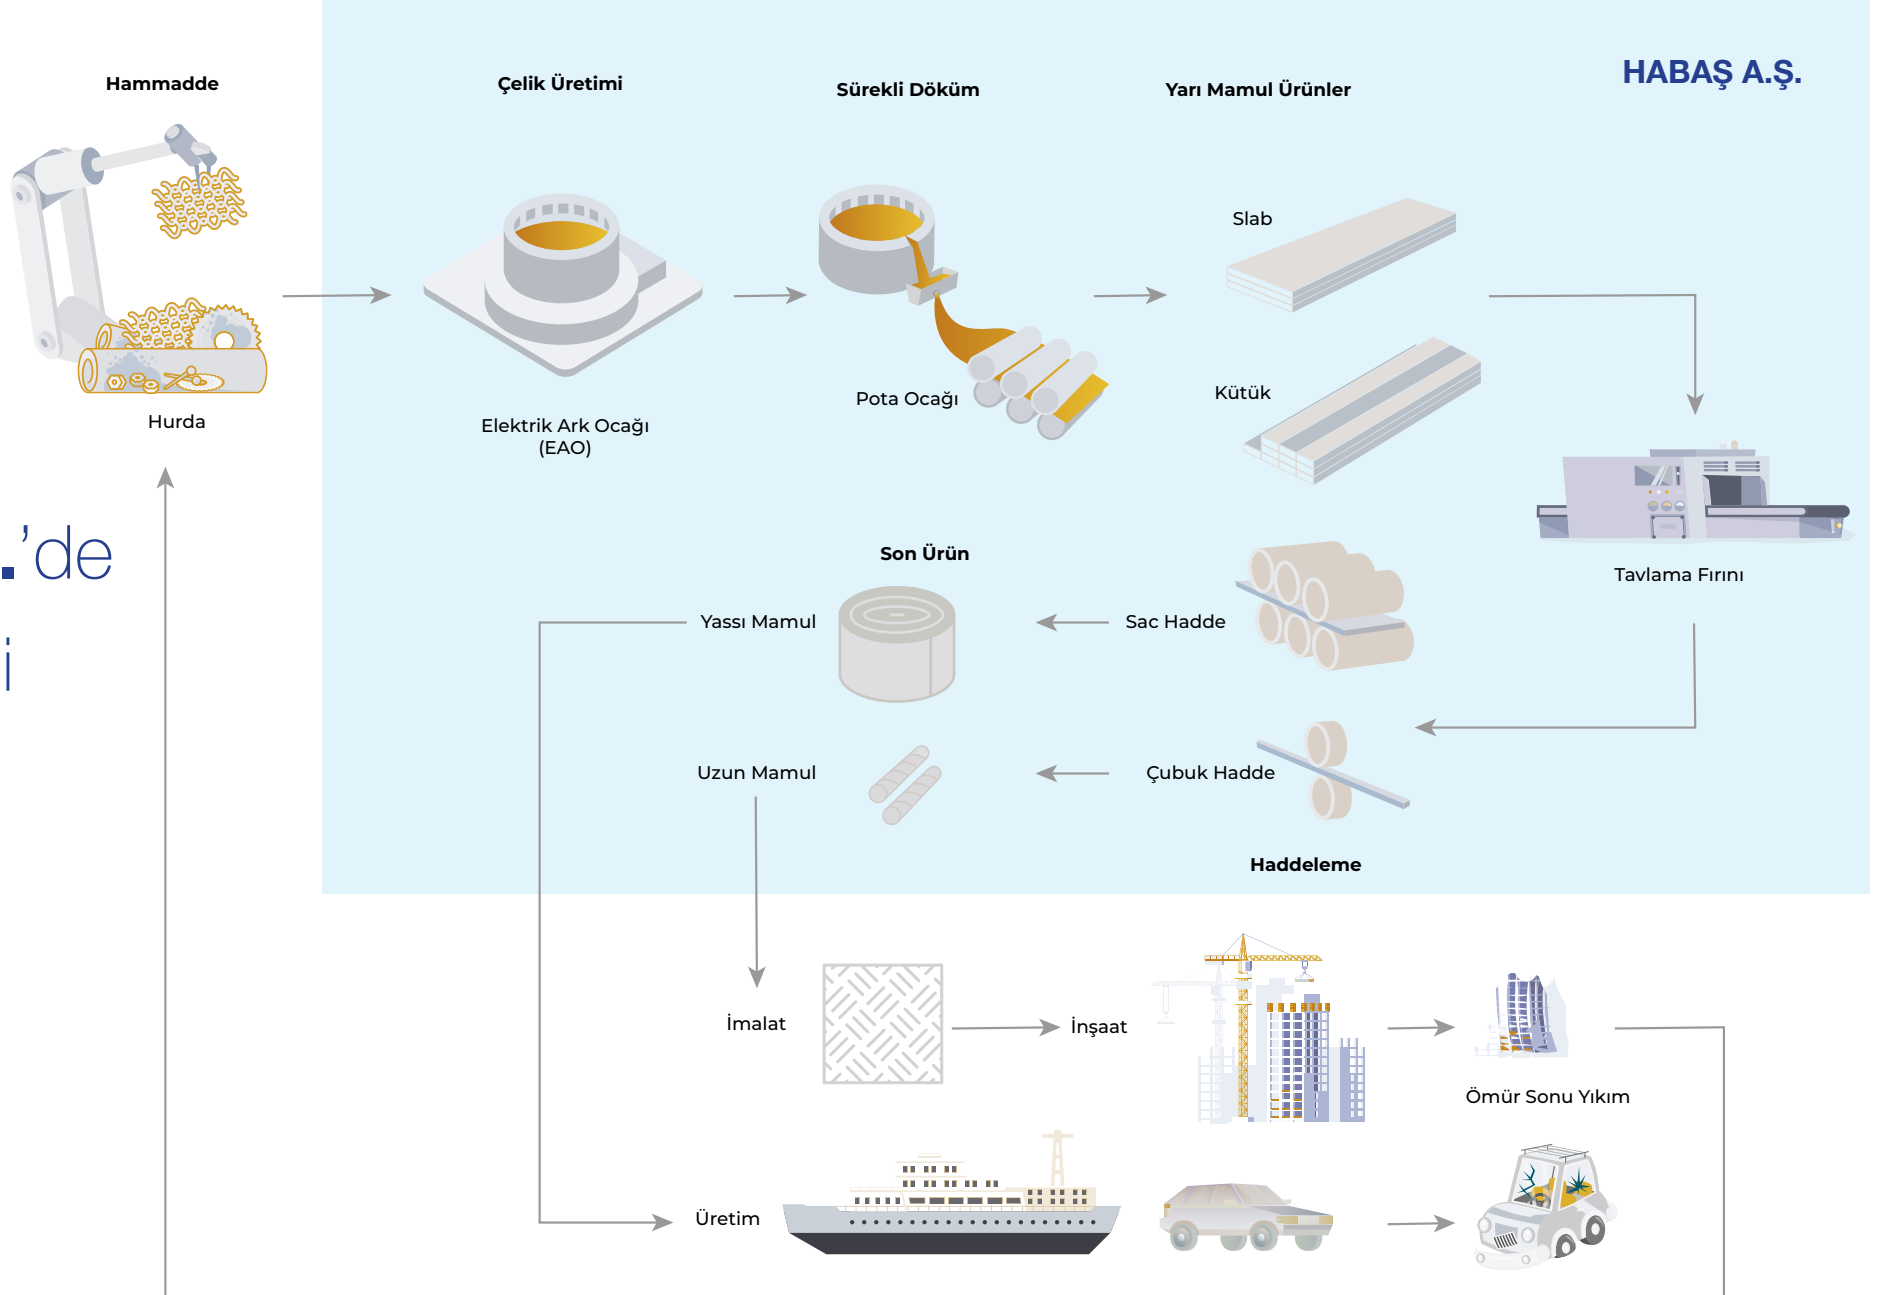 HABAŞ A.Ş.
Hammadde
Çelik Üretimi
Sürekli Döküm
Yarı Mamul Ürünler
Slab
Kütük
Pota Ocağı
Hurda
Elektrik Ark Ocağı
(EAO)
.’de
i
Son Ürün
Tavlama Fırını
Yassı Mamul
Sac Hadde
Uzun Mamul
Çubuk Hadde
Haddeleme
İmalat
İnşaat
Ömür Sonu Yıkım
Üretim